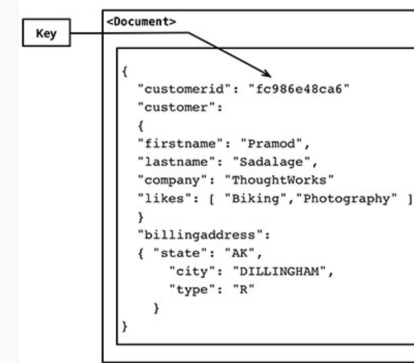 <Document>
Key
{
"customerid": "fc986e48ca6"
"customer":
{
"firstname": "Pramod",
"lastname": "Sadalage",
"company": "ThoughtWorks"
"likes": [ "Biking","Photography" ]
}
"billingaddress":
{ "state": "AK",
"city": "DILLINGHAM",
"type": "R"
}
}